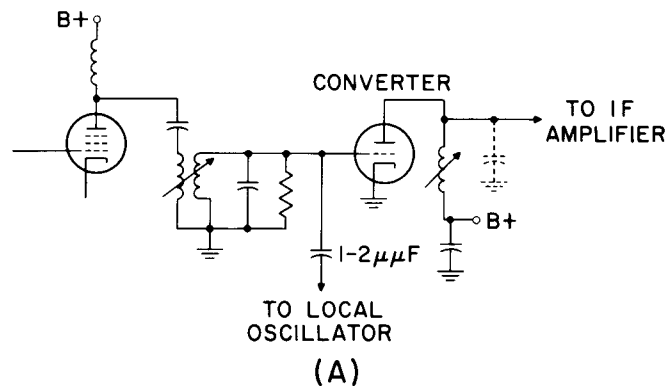 B+
CONVERTER
TO IF
AMPLIFIER
B+
1-2μμF
TO LOCAL
OSCILLATOR
(A)